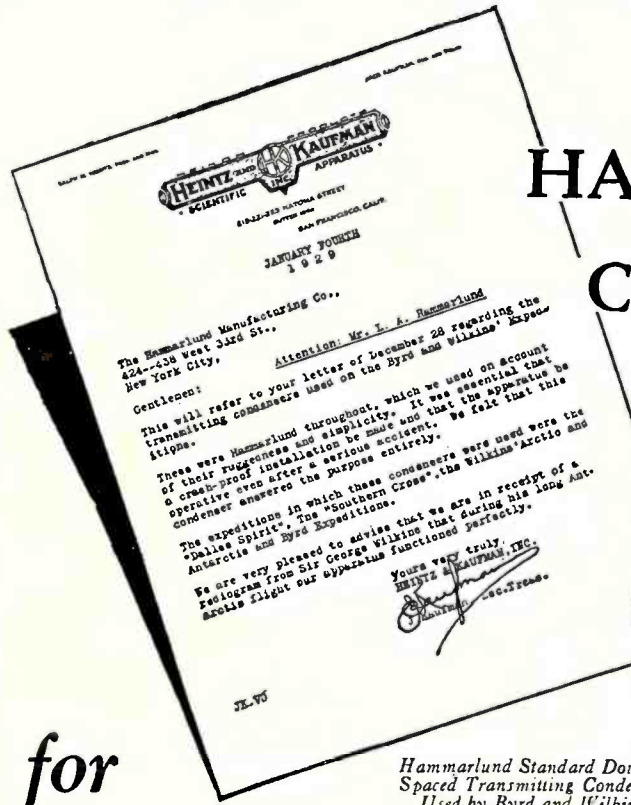 HEINTZ AND KAUFMAN
SCIENTIFIC INC. APPARATUS
NATOMA STREET
SAN FRANCISCO, CALIF.
JANUARY FOURTH
1929
The Hammarlund Manufacturing Co.,
424--438 West 33rd St.,
New York City,
Attention: Mr. L. A. Hammarlund
Gentlemen:
This will refer to your letter of December 28 regarding the
transmitting condensers used on the Byrd and Wilkins' Exped-
itions.
These were Hammarlund throughout, which we used on account
of their ruggedness and simplicity. It was essential that
a crash-proof installation be made and that the apparatus be
operative even after a serious accident. We felt that this
condenser answered the purpose entirely.
The expeditions in which these condensers were used were the
"Dallas Spirit", The "Southern Cross", the Wilkins' Arctic and
Antarctic and Byrd Expeditions.
We are very pleased to advise that we are in receipt of a
radiogram from Sir George Wilkins that during his long Ant-
arctic flight our apparatus functioned perfectly.
Yours very truly,
HEINTZ & KAUFMAN, INC.
Kaufman Sec.Treas.
JK.VJ
HA
C
for
Hammarlund Standard Dou
Spaced Transmitting Conde
Used by Byrd and Wilkin